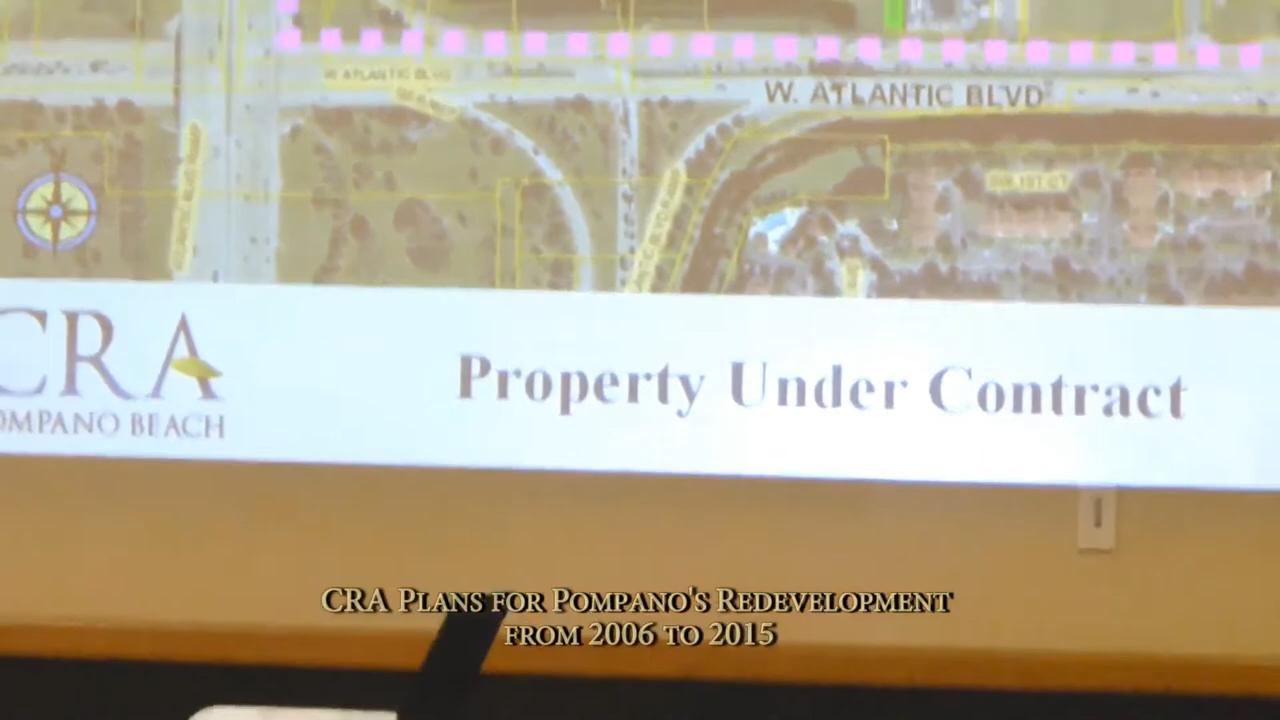 W. ATLANTIC BLVD
W. ATLANTIC BLVD
CRA
OMPANO BEACH
Property Under Contract
CRA PLANS FOR POMPANO'S REDEVELOPMENT
FROM 2006 TO 2015